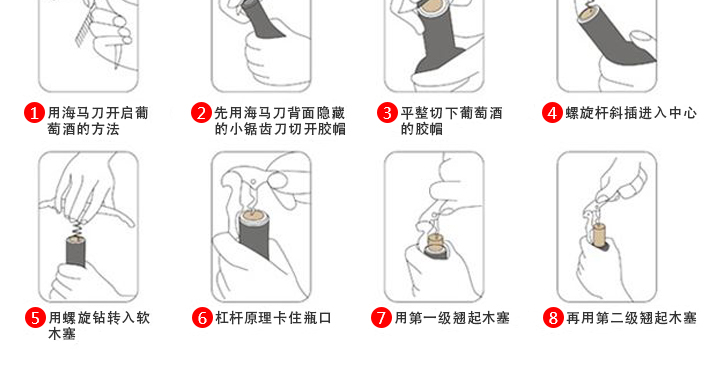 1 用海马刀开启葡
萄酒的方法
2 先用海马刀背面隐藏
的小锯齿刀切开胶帽
3 平整切下葡萄酒
的胶帽
4 螺旋杆斜插进入中心
5 用螺旋钻转入软
木塞
6 杠杆原理卡住瓶口
7 用第一级翘起木塞
8 再用第二级翘起木塞